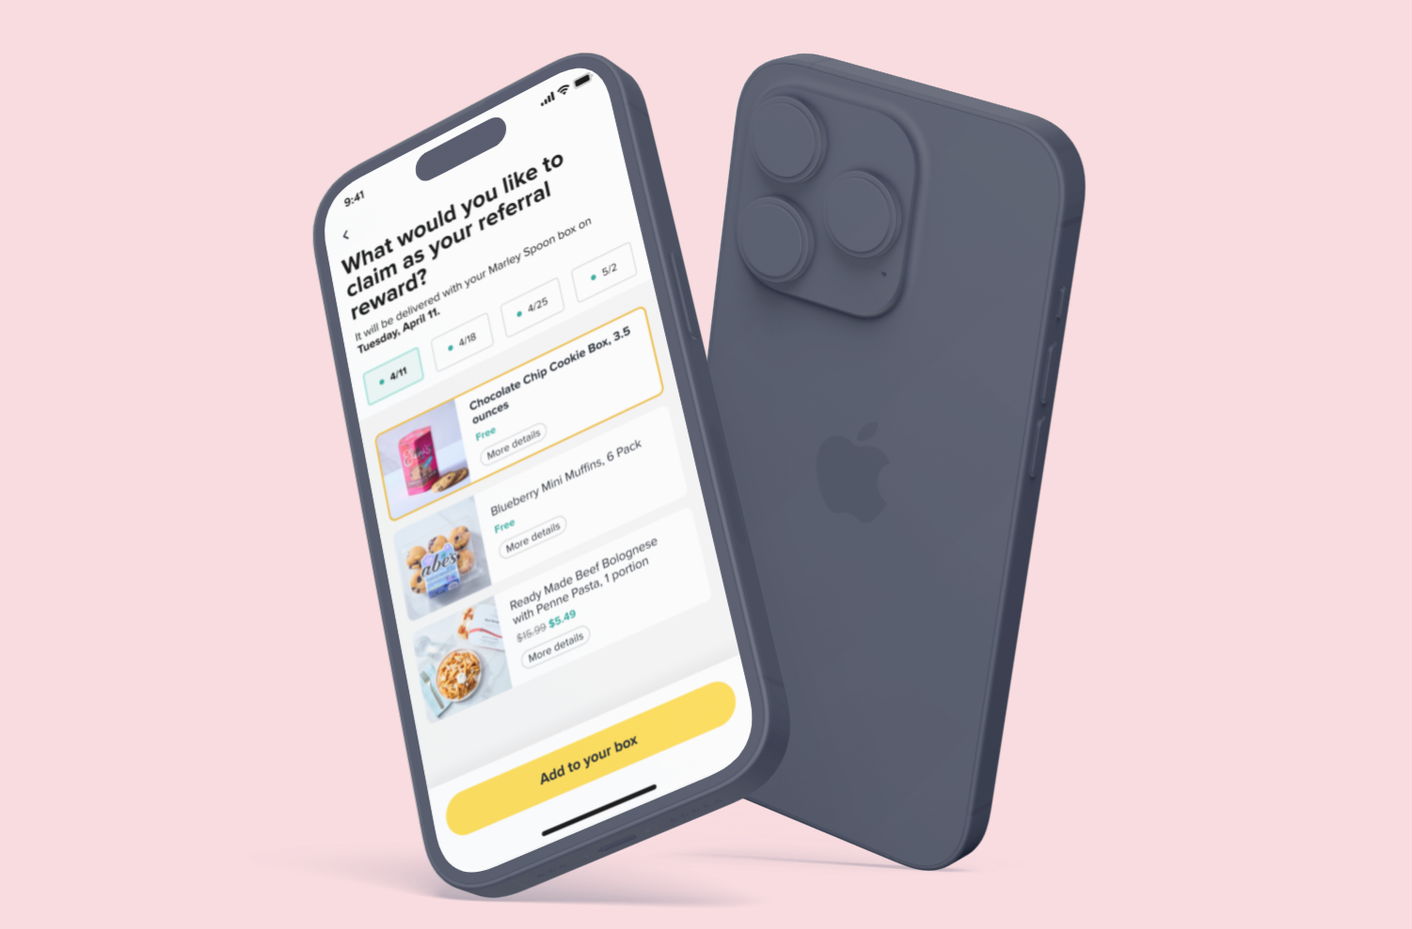 9:41
What would you like to
claim as your referral
reward?
It will be delivered with your Marley Spoon box on
Tuesday, April 11.
4/11
4/18
4/25
5/2
Chocolate Chip Cookie Box, 3.5
ounces
Free
More details
Blueberry Mini Muffins, 6 Pack
Free
More details
abe's
Ready Made Beef Bolognese
with Penne Pasta, 1 portion
$15.99 $5.49
More details
Add to your box